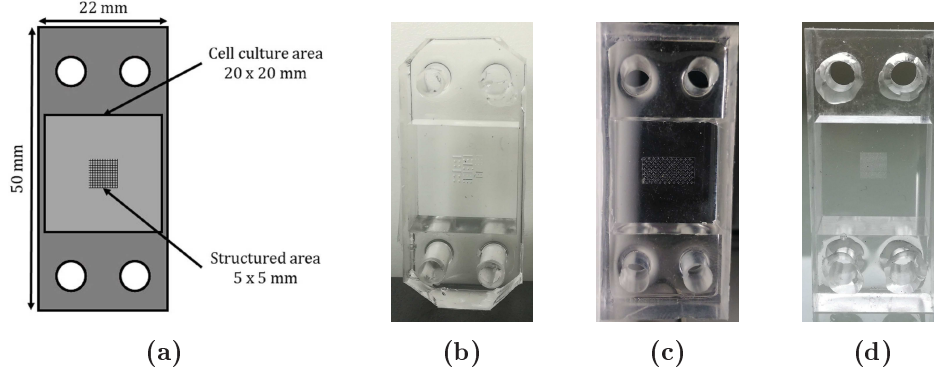 22 mm
Cell culture area
20 x 20 mm
50 mm
Structured area
5 x 5 mm
(a)
(b)
(c)
(d)